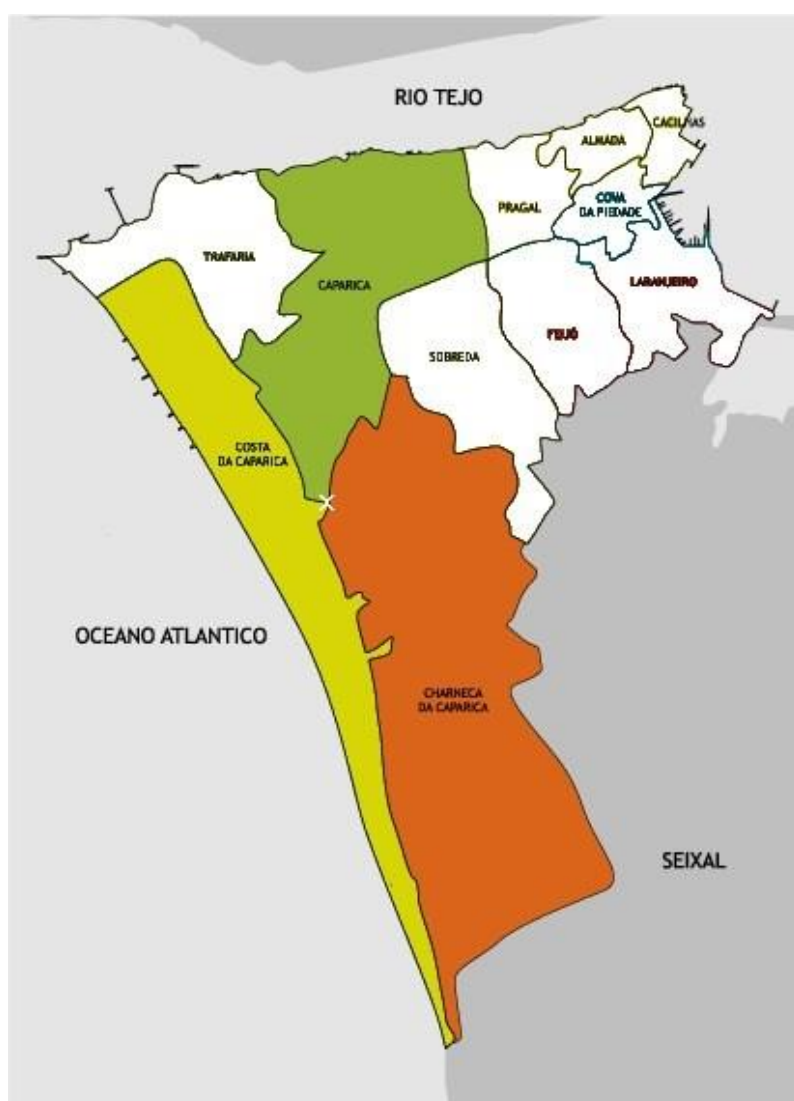 RIO TEJO
CACILHAS
ALMADA
PRAGAL
COVA
DA PIEDADE
TRAFARIA
CAPARICA
LARANJEIRO
FEIJÓ
SOBREDA
COSTA
DA CAPARICA
OCEANO ATLANTICO
CHARNECA
DA CAPARICA
SEIXAL